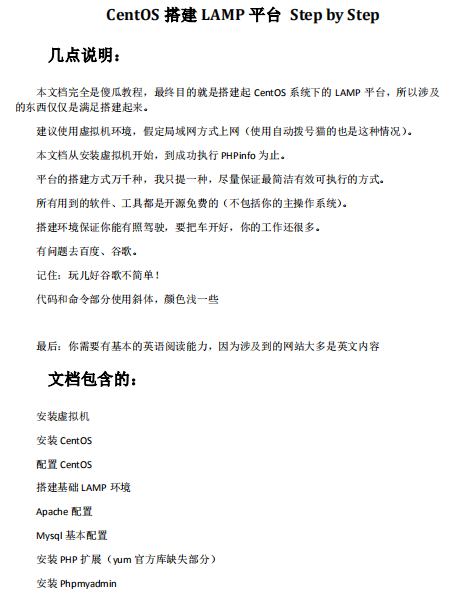 CentOS 搭建 LAMP 平台 Step by Step
几点说明：
本文档完全是傻瓜教程，最终目的就是搭建起 CentOS 系统下的 LAMP 平台，所以涉及
的东西仅仅是满足搭建起来。
建议使用虚拟机环境，假定局域网方式上网（使用自动拨号猫的也是这种情况）。
本文档从安装虚拟机开始，到成功执行 PHPinfo 为止。
平台的搭建方式万千种，我只提一种，尽量保证最简洁有效可执行的方式。
所有用到的软件、工具都是开源免费的（不包括你的主操作系统）。
搭建环境保证你能有照驾驶，要把车开好，你的工作还很多。
有问题去百度、谷歌。
记住：玩儿好谷歌不简单！
代码和命令部分使用斜体，颜色浅一些
最后：你需要有基本的英语阅读能力，因为涉及到的网站大多是英文内容
文档包含的：
安装虚拟机
安装 CentOS
配置 CentOS
搭建基础 LAMP 环境
Apache 配置
Mysql 基本配置
安装 PHP 扩展（yum 官方库缺失部分）
安装 Phpmyadmin